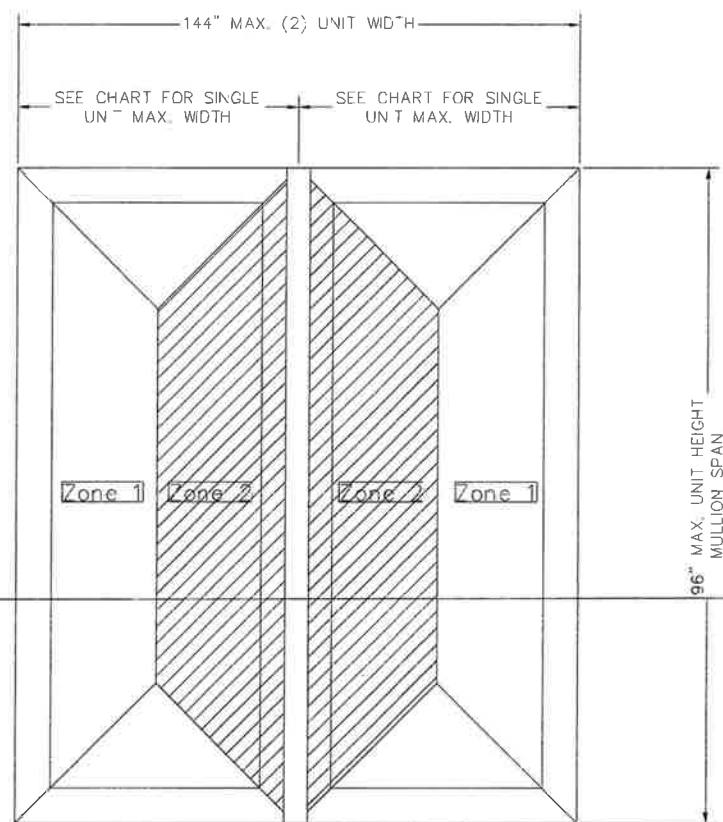 144" MAX. (2) UNIT WIDTH
SEE CHART FOR SINGLE
UNIT MAX. WIDTH
SEE CHART FOR SINGLE
UNIT MAX. WIDTH
Zone 1
Zone 2
Zone 2
Zone 1
96" MAX. UNIT HEIGHT
MULLION SPAN